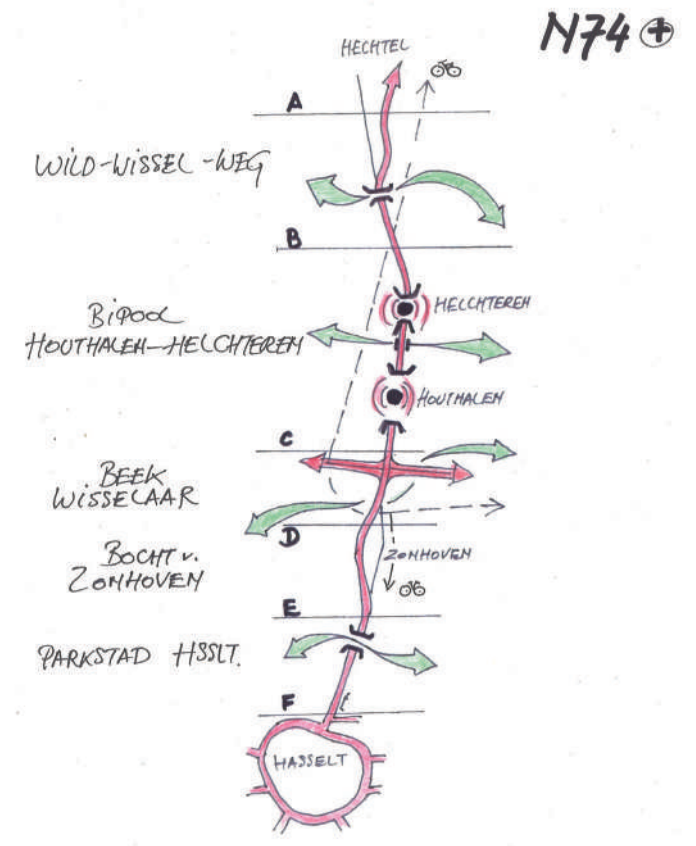 N74 +
HECHTEL
A
WILD-WISSEL-WEG
B
HELCHTEREN
BIPOOL
HOUTHALEN-HELCHTEREN
HOUTHALEN
C
BEEK
WISSELAAR
D
BOCHT v.
ZONHOVEN
ZONHOVEN
E
PARKSTAD HSSLT.
F
HASSELT